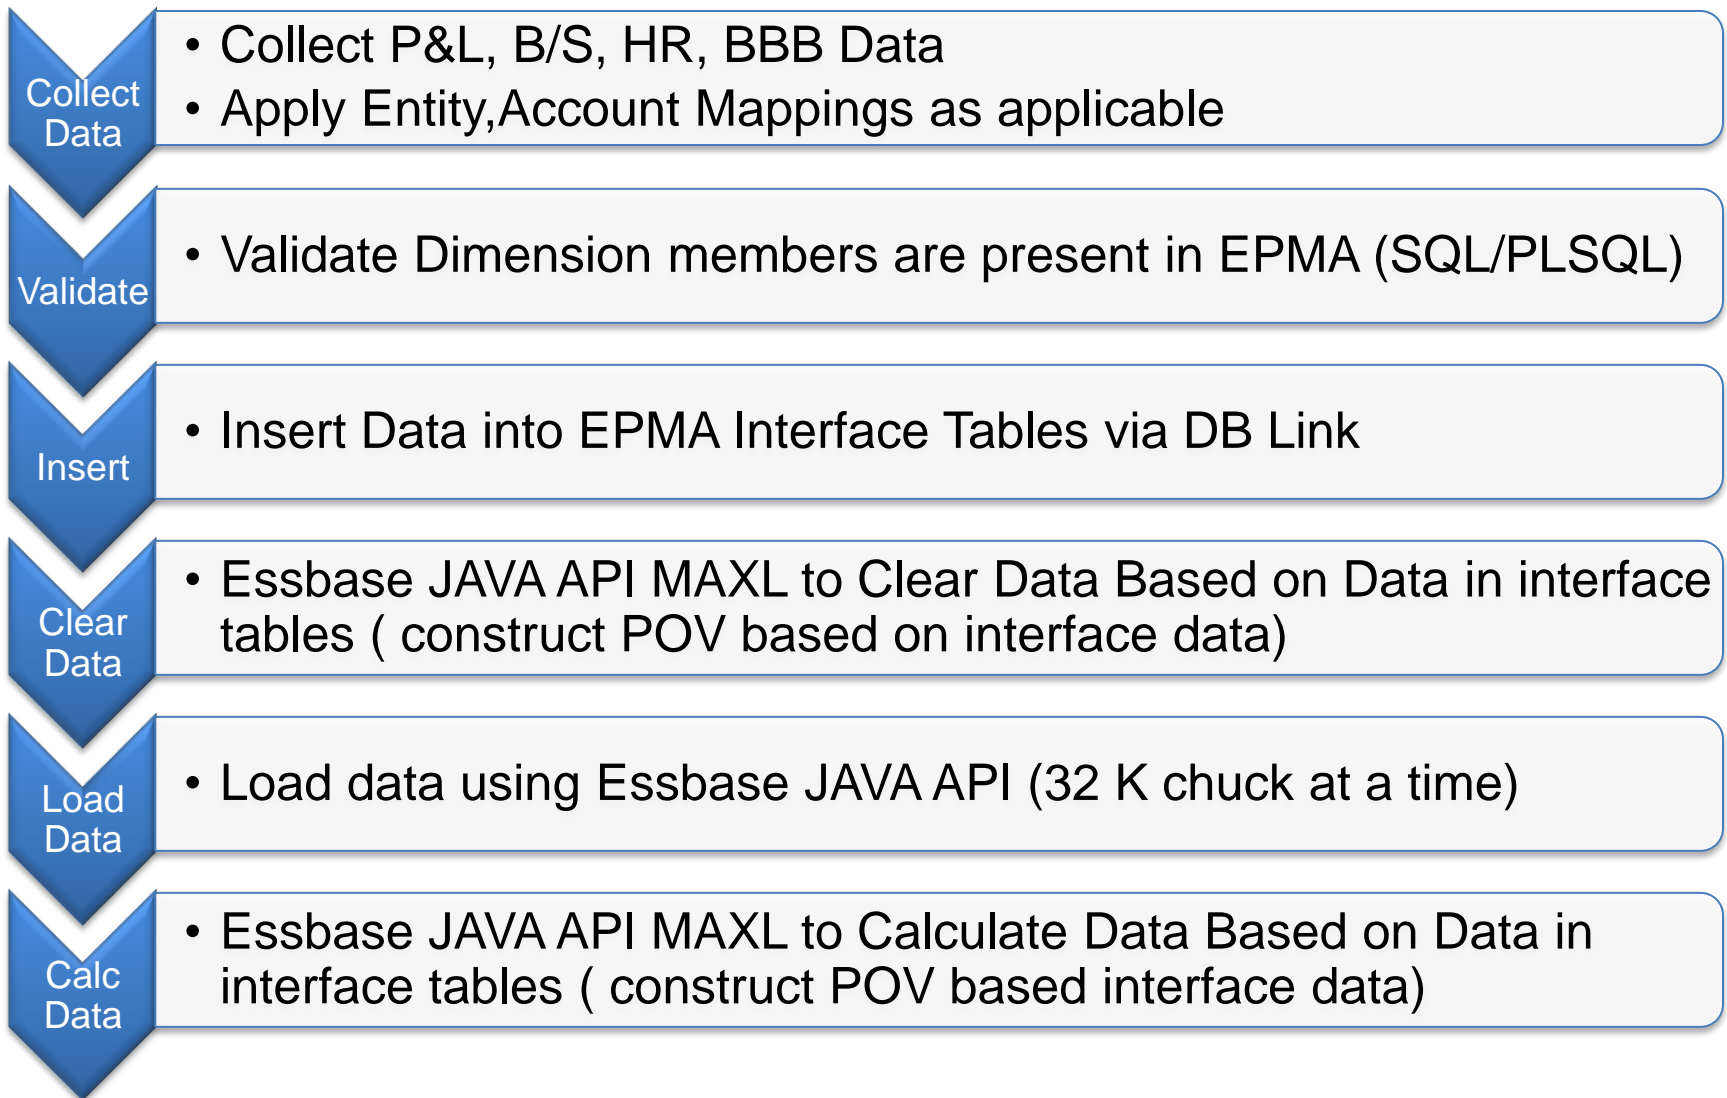 Collect
Data
• Collect P&L, B/S, HR, BBB Data
• Apply Entity,Account Mappings as applicable
Validate
• Validate Dimension members are present in EPMA (SQL/PLSQL)
Insert
• Insert Data into EPMA Interface Tables via DB Link
Clear
Data
• Essbase JAVA API MAXL to Clear Data Based on Data in interface
tables ( construct POV based on interface data)
Load
Data
• Load data using Essbase JAVA API (32 K chuck at a time)
Calc
Data
• Essbase JAVA API MAXL to Calculate Data Based on Data in
interface tables ( construct POV based interface data)